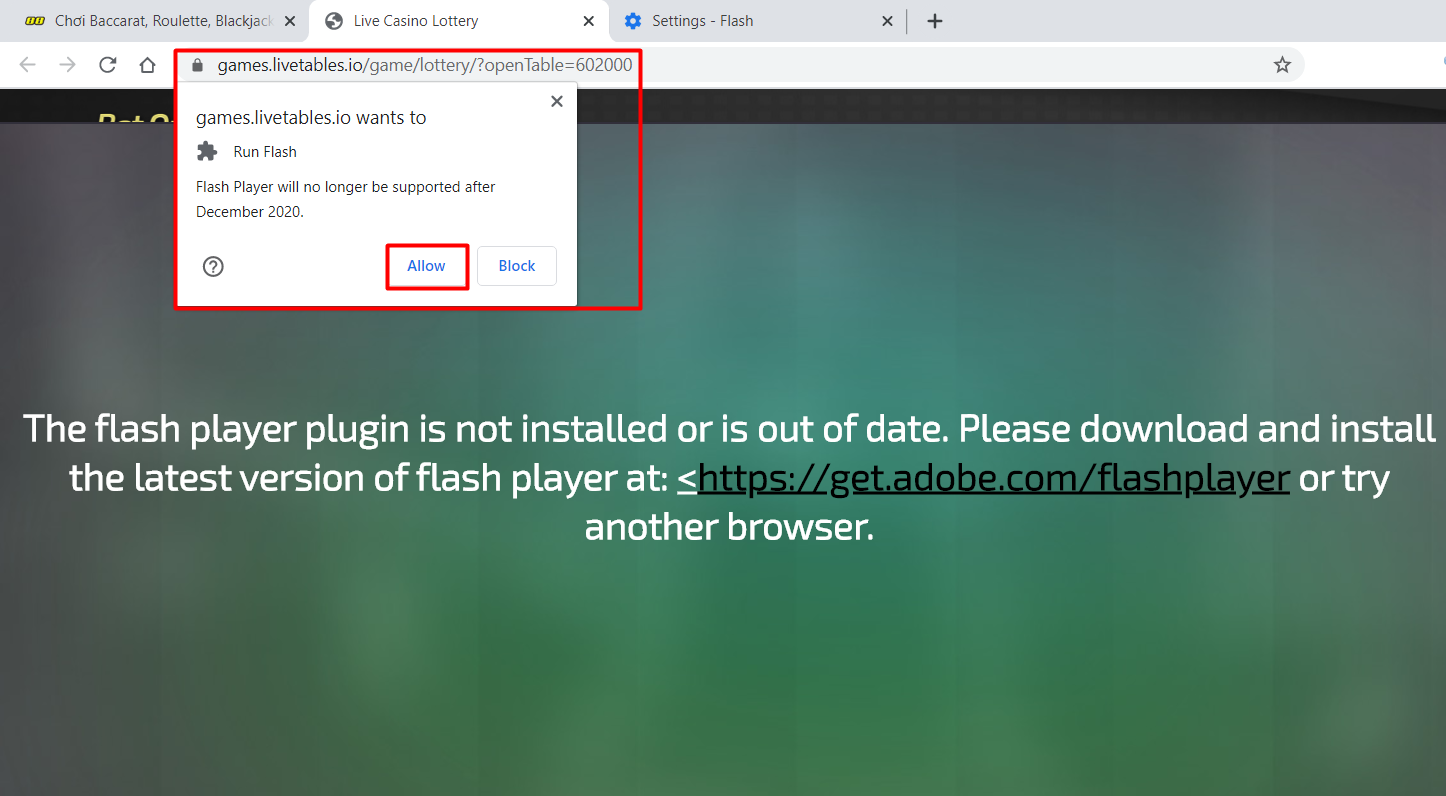 Chơi Baccarat, Roulette, Blackjack
Live Casino Lottery
Settings - Flash
games.livetables.io/game/lottery/?openTable=602000
games.livetables.io wants to
Run Flash
Flash Player will no longer be supported after
December 2020.
Allow
Block
The flash player plugin is not installed or is out of date. Please download and install
the latest version of flash player at: <https://get.adobe.com/flashplayer or try
another browser.